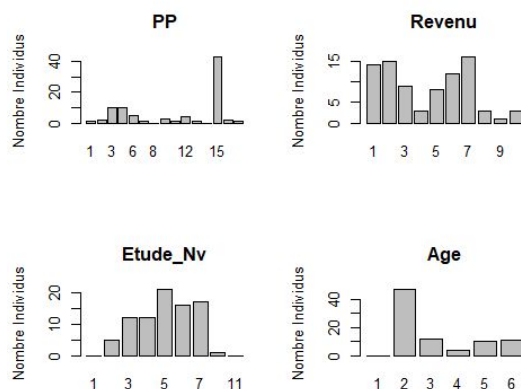 PP
Nombre Individus
0 20 40
1 3 6 8 12 15
Revenu
Nombre Individus
0 5 15
1 3 5 7 9
Etude_Nv
Nombre Individus
0 10 20
1 3 5 7 11
Age
Nombre Individus
0 20 40
1 2 3 4 5 6